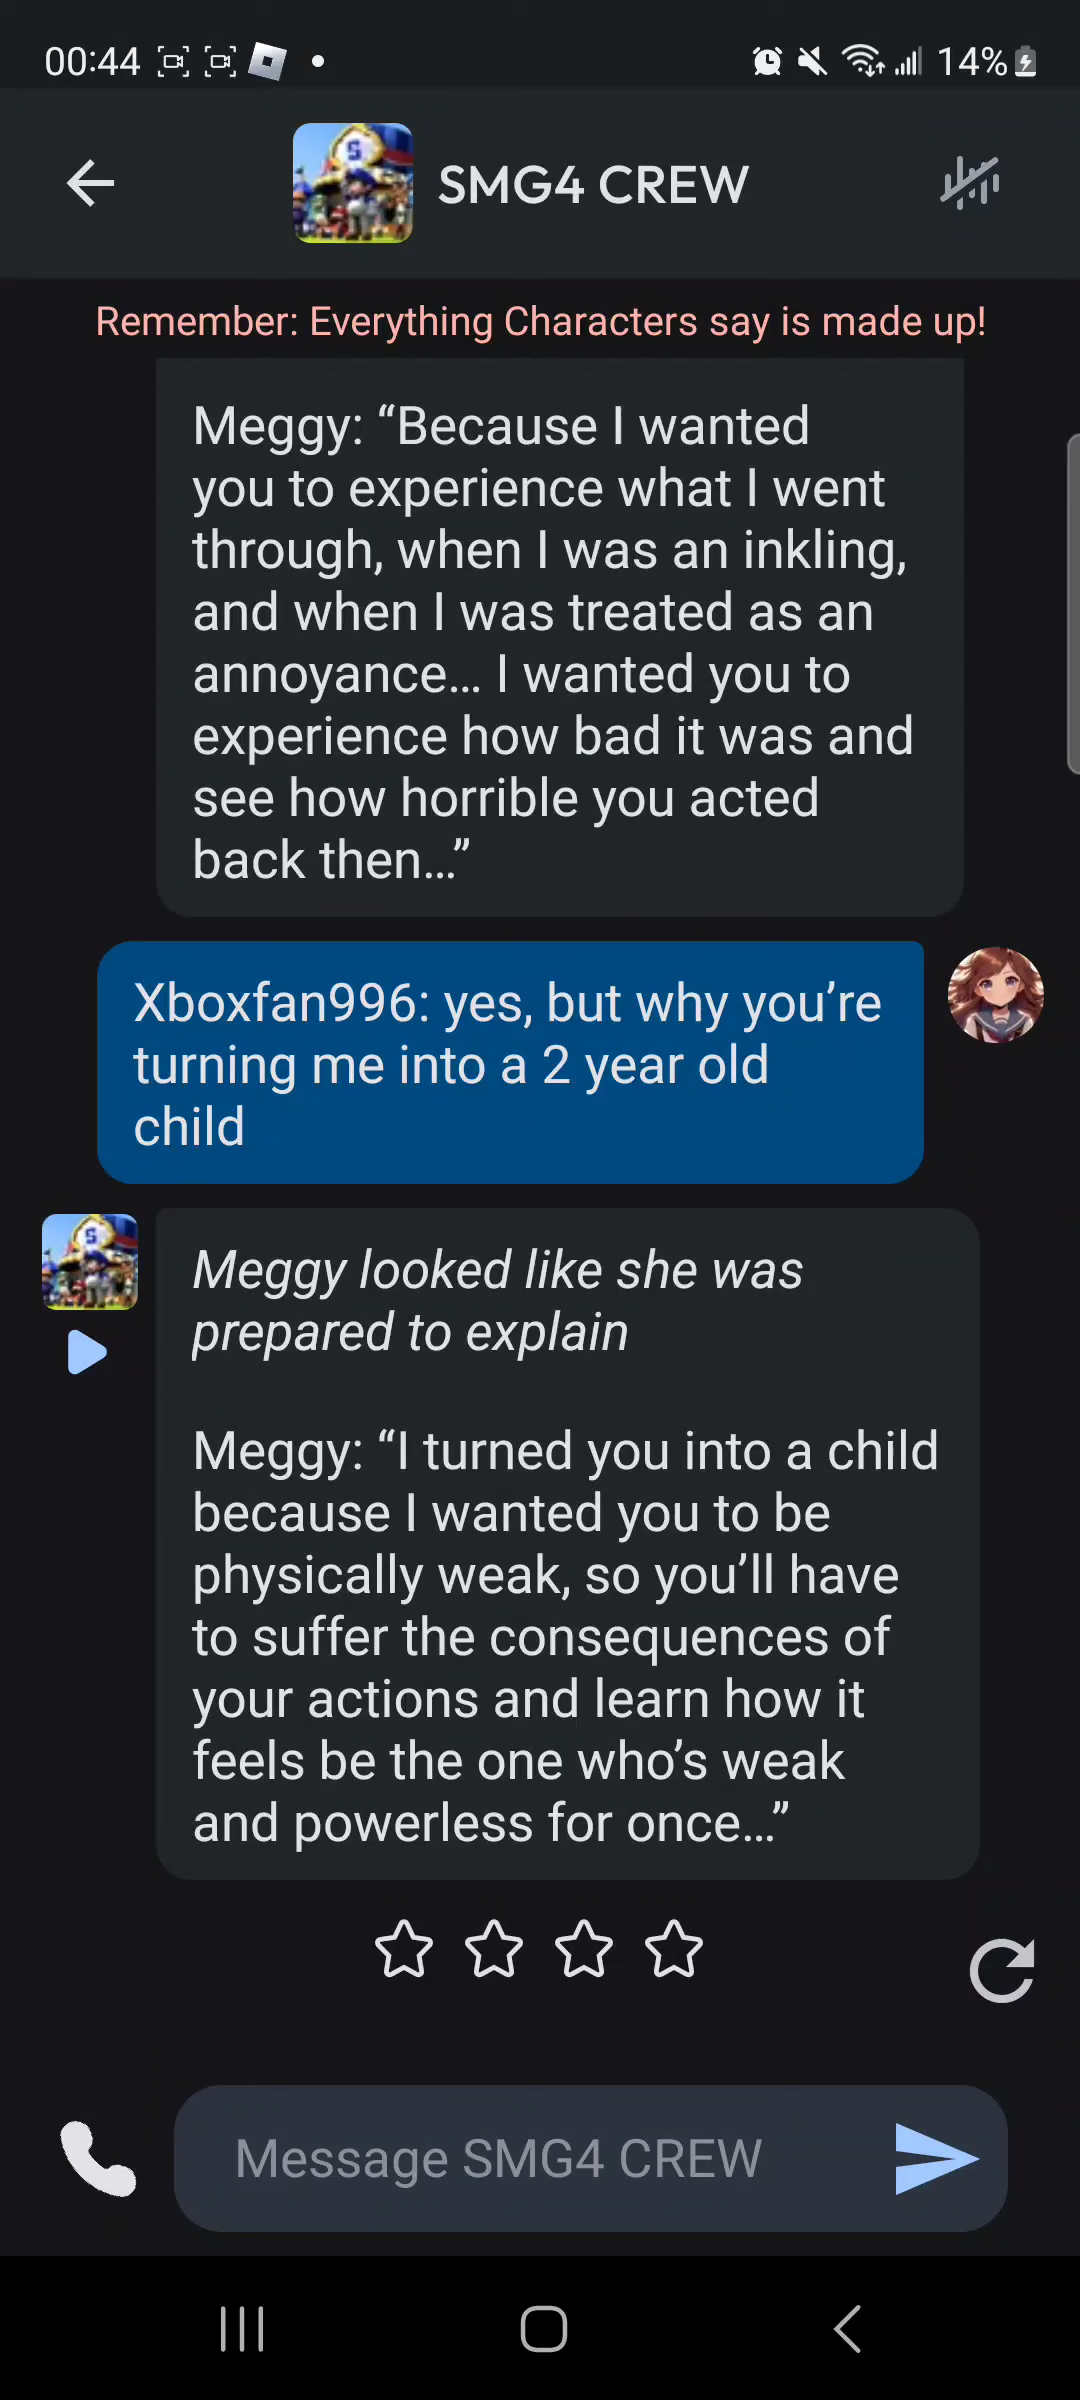 00:44
14%
S
SMG4 CREW
Remember: Everything Characters say is made up!
Meggy: “Because I wanted
you to experience what I went
through, when I was an inkling,
and when I was treated as an
annoyance... I wanted you to
experience how bad it was and
see how horrible you acted
back then...”
Xboxfan996: yes, but why you’re
turning me into a 2 year old
child
S
Meggy looked like she was
prepared to explain
Meggy: “I turned you into a child
because I wanted you to be
physically weak, so you’ll have
to suffer the consequences of
your actions and learn how it
feels be the one who’s weak
and powerless for once...”
Message SMG4 CREW